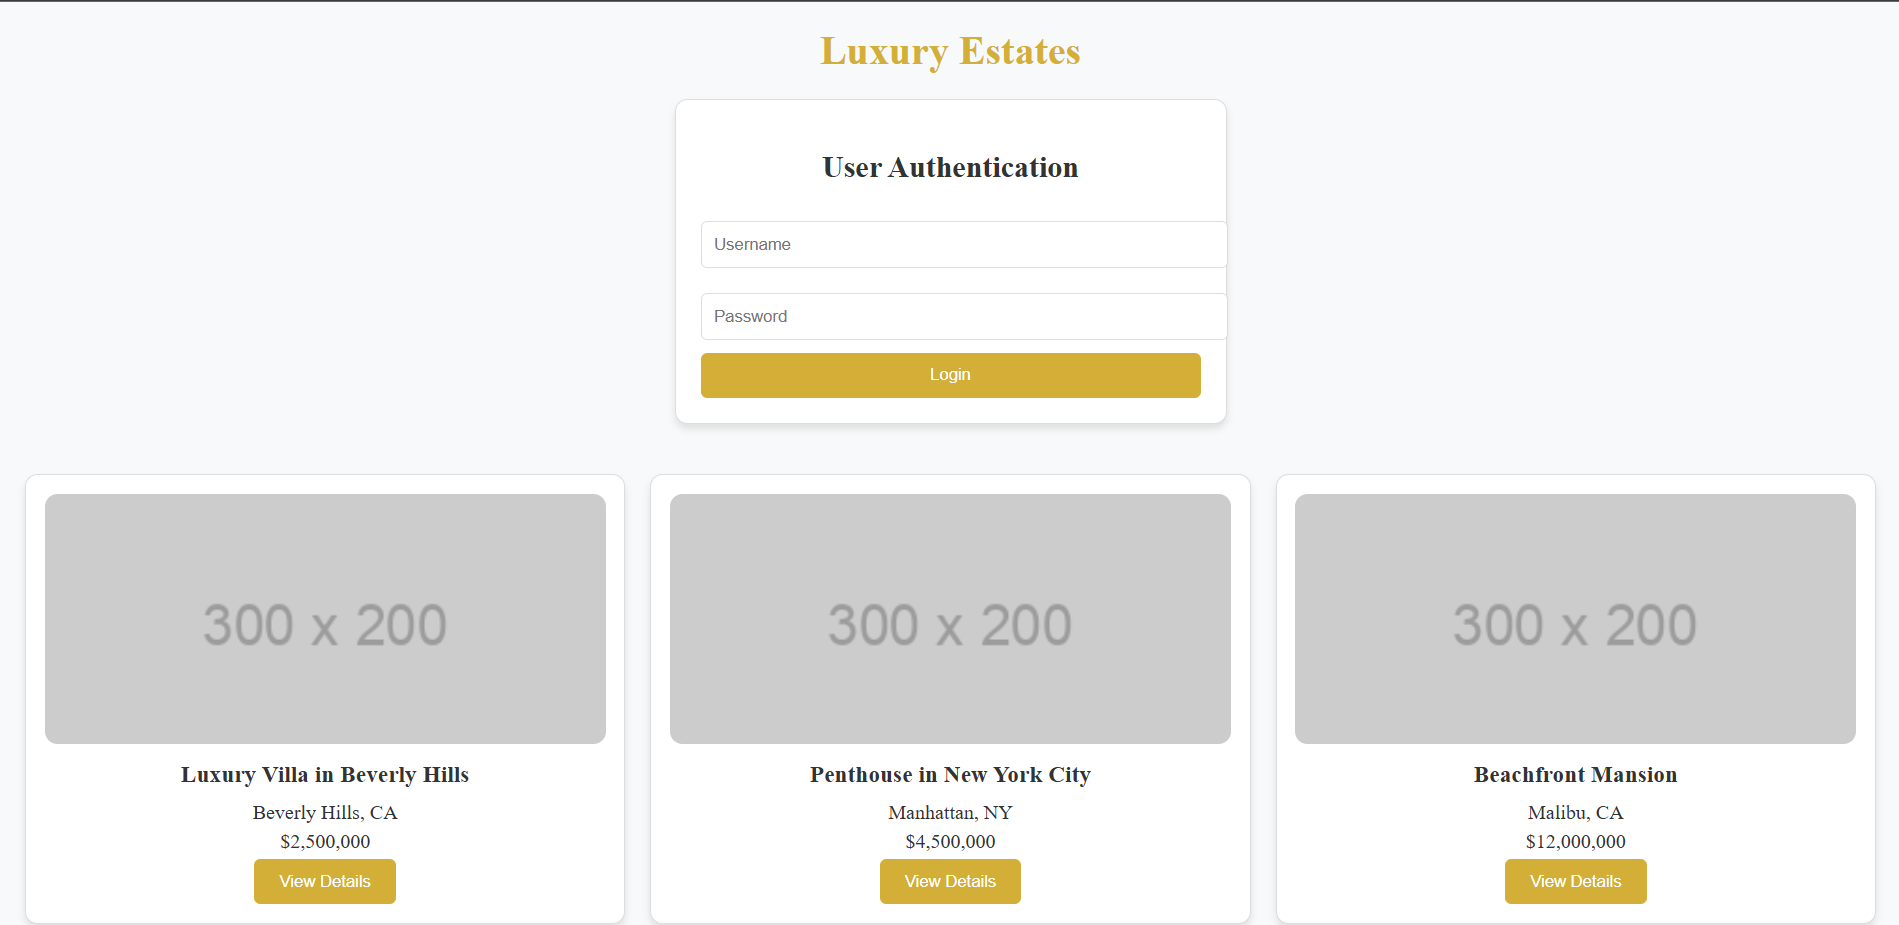 Luxury Estates
User Authentication
Username
Password
Login
300 x 200
300 x 200
300 x 200
Luxury Villa in Beverly Hills
Beverly Hills, CA
$2,500,000
View Details
Penthouse in New York City
Manhattan, NY
$4,500,000
View Details
Beachfront Mansion
Malibu, CA
$12,000,000
View Details